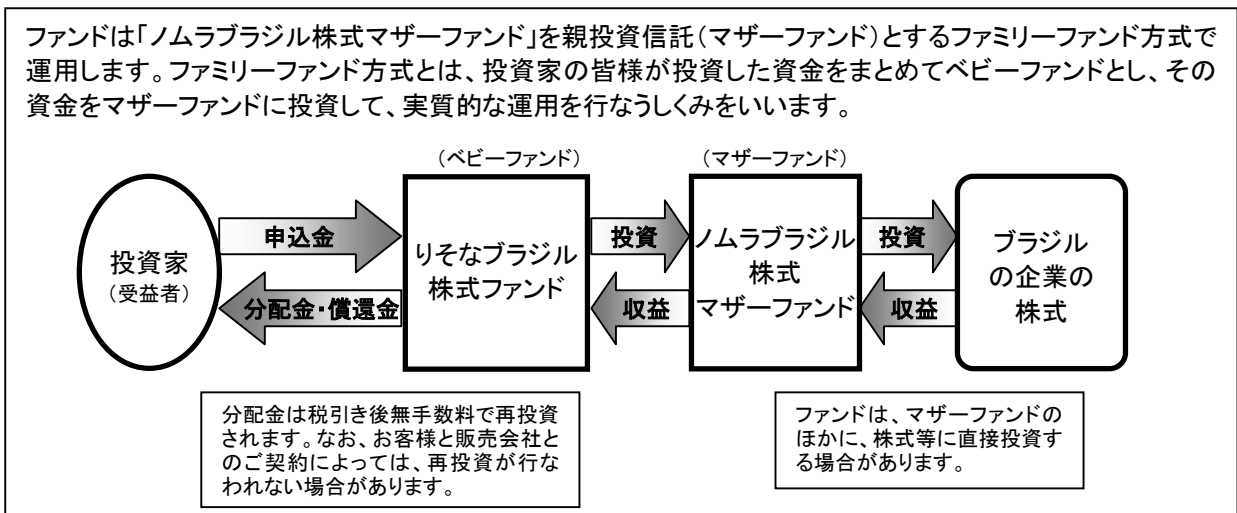 ファンドは「ノムラブラジル株式マザーファンド」を親投資信託(マザーファンド)とするファミリーファンド方式で
運用します。ファミリーファンド方式とは、投資家の皆様が投資した資金をまとめてベビーファンドとし、その
資金をマザーファンドに投資して、実質的な運用を行なうしくみをいいます。
(ベビーファンド)
(マザーファンド)
投資家
(受益者)
申込金
分配金・償還金
りそなブラジル
株式ファンド
投資
収益
ノムラブラジル
株式
マザーファンド
投資
収益
ブラジル
の企業の
株式
分配金は税引き後無手数料で再投資
されます。なお、お客様と販売会社と
のご契約によっては、再投資が行な
われない場合があります。
ファンドは、マザーファンドの
ほかに、株式等に直接投資す
る場合があります。